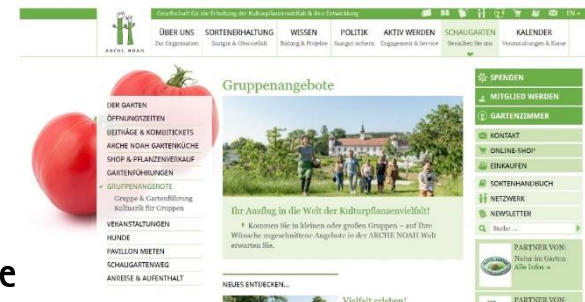 Gesellschaft für die Erhaltung der Kulturpflanzenvielfalt & ihre Entwicklung
EN
ARCHE NOAH
ÜBER UNS
Zur Organisation
SORTENERHALTUNG
Saatgut & Obstvielfalt
WISSEN
Bildung & Projekte
POLITIK
Saatgut sichern
AKTIV WERDEN
Engagement & Service
SCHAUGARTEN
Besuchen Sie uns
KALENDER
Veranstaltungen & Kurse
DER GARTEN
ÖFFNUNGSZEITEN
BEITRÄGE & KOMBITICKETS
ARCHE NOAH GARTENKÜCHE
SHOP & PFLANZENVERKAUF
GARTENFÜHRUNGEN
GRUPPENANGEBOTE
Gruppe & Gartenführung
Kulinarik für Gruppen
VERANSTALTUNGEN
HUNDE
PAVILLON MIETEN
SCHAUGARTENWEG
ANREISE & AUFENTHALT
e
Gruppenangebote
Ihr Ausflug in die Welt der Kulturpflanzenvielfalt!
Kommen Sie in kleinen oder großen Gruppen – auf Ihre
Wünsche zugeschnittene Angebote in der ARCHE NOAH Welt
erwarten Sie.
NEUES ENTDECKEN...
Vielfalt erleben!
SPENDEN
MITGLIED WERDEN
GARTENZIMMER
KONTAKT
ONLINE-SHOP
EINKAUFEN
SORTENHANDBUCH
NETZWERK
NEWSLETTER
Suche ...
PARTNER VON:
Natur im Garten
Alle Infos →
PARTNER VON: